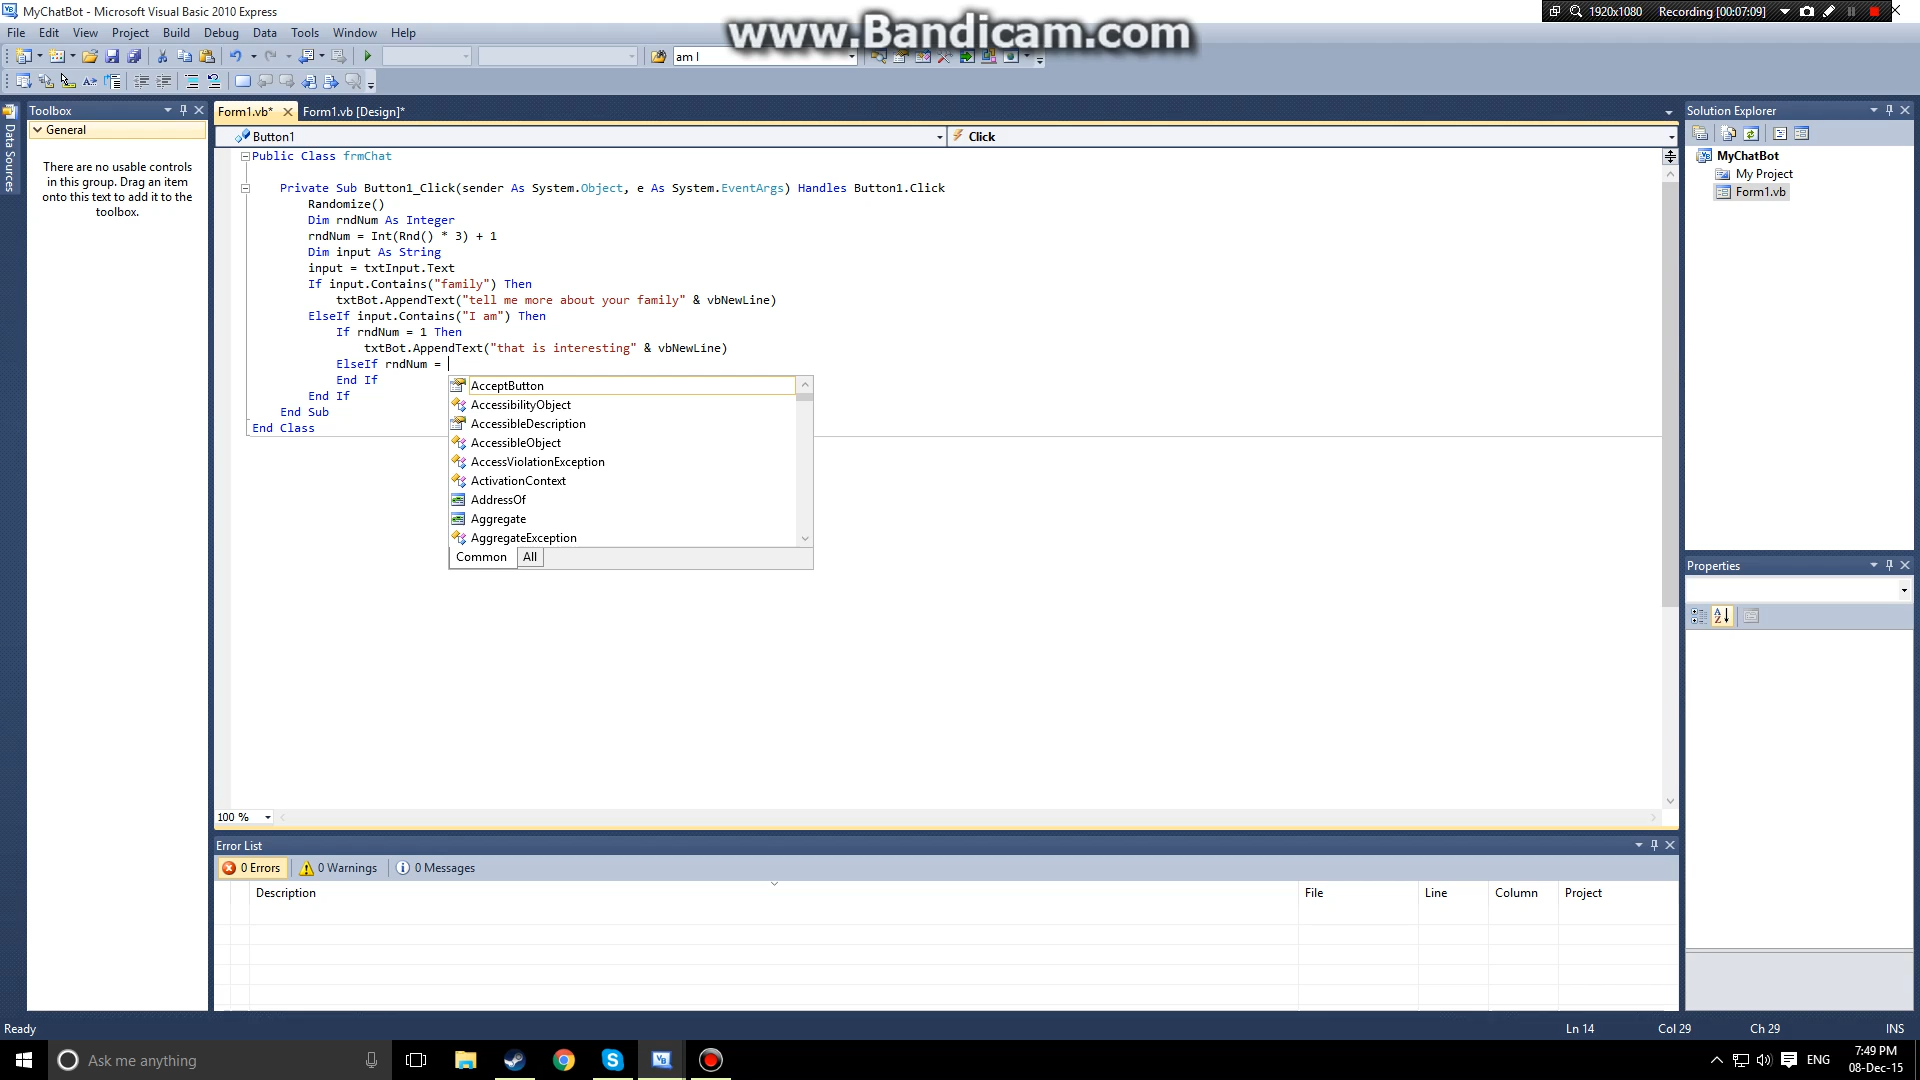 MyChatBot - Microsoft Visual Basic 2010 Express
www.Bandicam.com
1920x1080 Recording [00:07:09]
File Edit View Project Build Debug Data Tools Window Help
am I
Toolbox
General
There are no usable controls
in this group. Drag an item
onto this text to add it to the
toolbox.
Data Sources
Form1.vb* Form1.vb [Design]*
Button1 Click
Public Class frmChat
Private Sub Button1_Click(sender As System.Object, e As System.EventArgs) Handles Button1.Click
Randomize()
Dim rndNum As Integer
rndNum = Int(Rnd() * 3) + 1
Dim input As String
input = txtInput.Text
If input.Contains("family") Then
txtBot.AppendText("tell me more about your family" & vbNewLine)
ElseIf input.Contains("I am") Then
If rndNum = 1 Then
txtBot.AppendText("that is interesting" & vbNewLine)
ElseIf rndNum =
End If
End If
End Sub
End Class
AcceptButton
AccessibilityObject
AccessibleDescription
AccessibleObject
AccessViolationException
ActivationContext
AddressOf
Aggregate
AggregateException
Common All
100 %
Solution Explorer
MyChatBot
My Project
Form1.vb
Properties
Error List
0 Errors 0 Warnings 0 Messages
Description File Line Column Project
Ready Ln 14 Col 29 Ch 29 INS
Ask me anything
ENG
7:49 PM
08-Dec-15